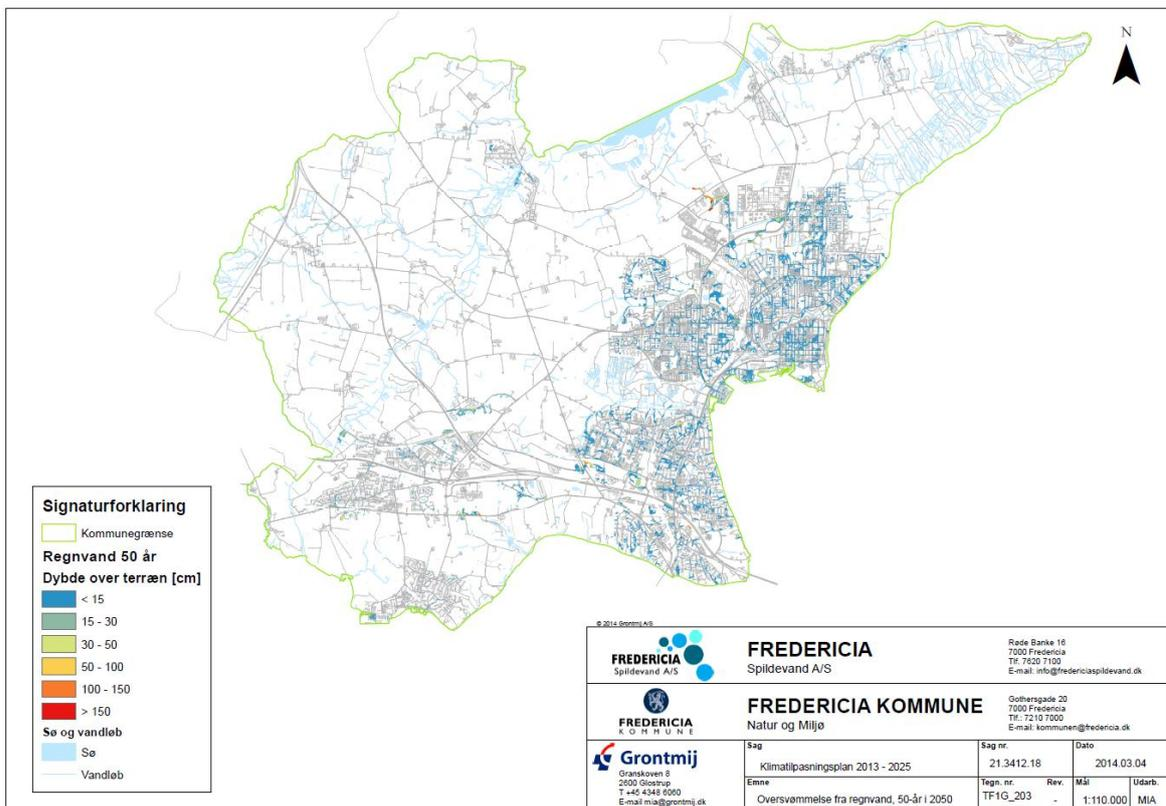 N
Signaturforklaring
Kommunegrænse
Regnvand 50 år
Dybde over terræn [cm]
< 15
15 - 30
30 - 50
50 - 100
100 - 150
> 150
Sø og vandløb
Sø
Vandløb
© 2014 Grontmij A/S
FREDERICIA
Spildevand A/S
FREDERICIA
Spildevand A/S
Røde Banke 16
7000 Fredericia
Tlf. 7620 7100
E-mail: info@fredericiaspildevand.dk
FREDERICIA
KOMMUNE
FREDERICIA KOMMUNE
Natur og Miljø
Gothersgade 20
7000 Fredericia
Tlf.: 7210 7000
E-mail: kommunen@fredericia.dk
Grontmij
Granskoven 8
2600 Glostrup
T +45 4348 6060
E-mail mia@grontmij.dk
Sag
Klimatilpasningsplan 2013 - 2025
Sag nr.
21.3412.18
Dato
2014.03.04
Emne
Oversvømmelse fra regnvand, 50-år i 2050
Tegn. nr.
TF1G_203
Rev.
-
Mål
1:110.000
Udarb.
MIA